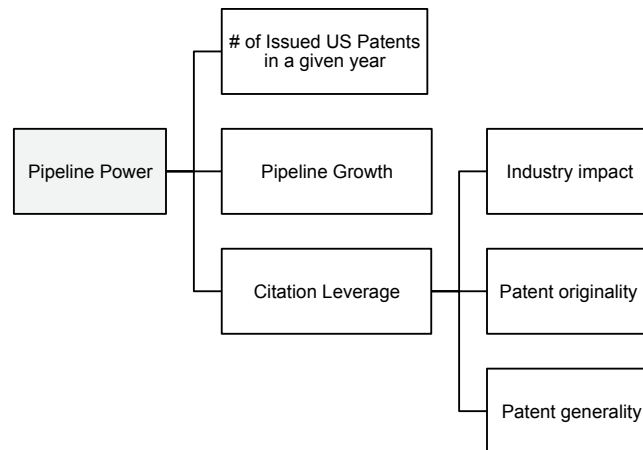 # of Issued US Patents
in a given year
Pipeline Power
Pipeline Growth
Industry impact
Citation Leverage
Patent originality
Patent generality